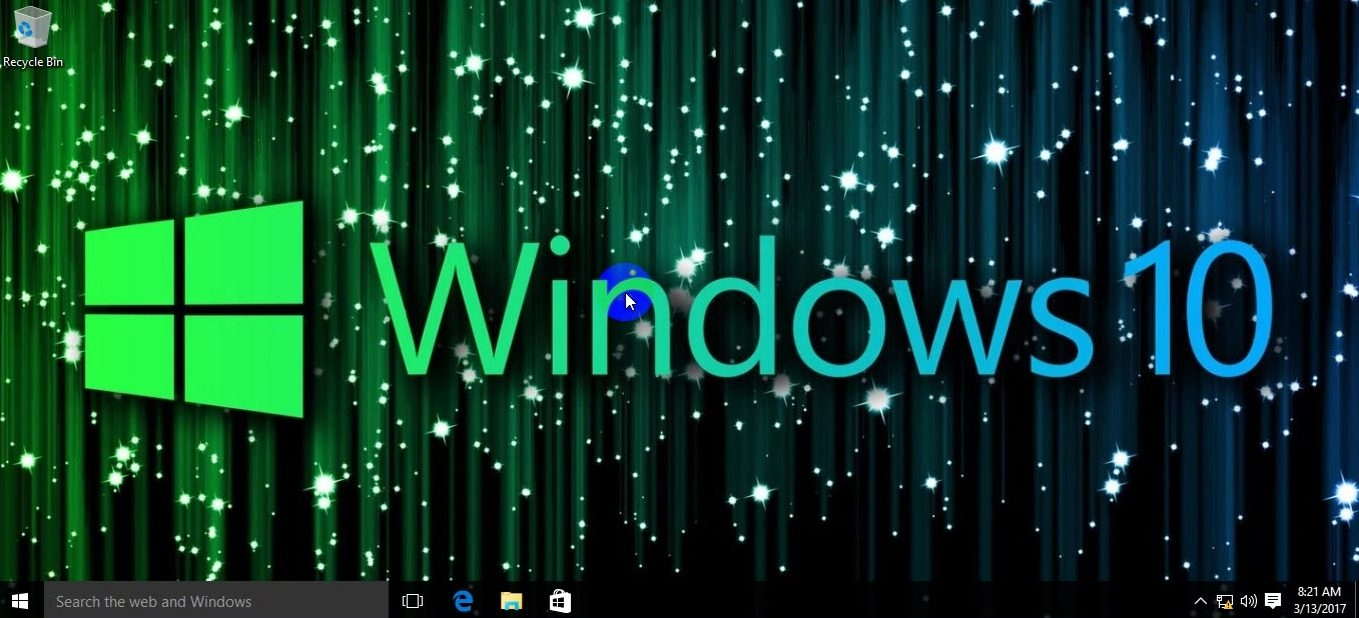 Recycle Bin
Windows 10
Search the web and Windows
8:21 AM
3/13/2017